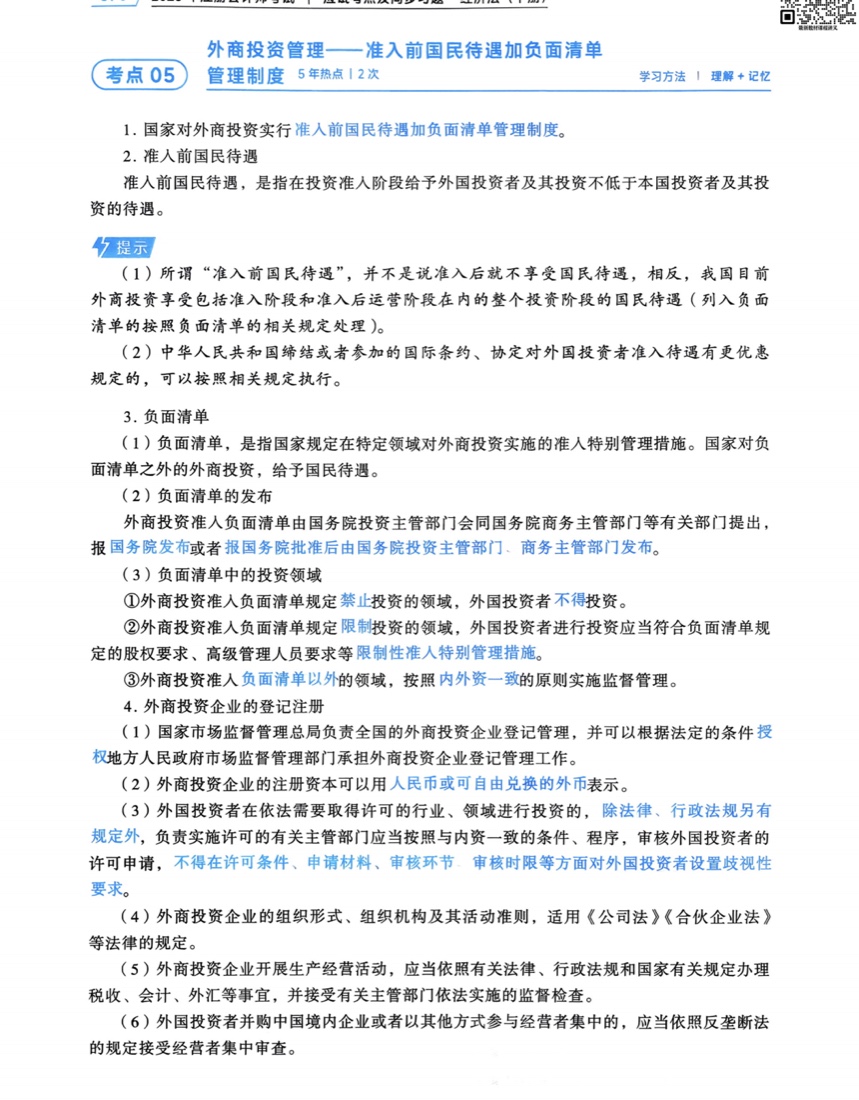 外商投资管理——准入前国民待遇加负面清单
考点 05
管理制度 5年热点|2次
学习方法 | 理解+记忆
1. 国家对外商投资实行准入前国民待遇加负面清单管理制度。
2. 准入前国民待遇
准入前国民待遇，是指在投资准入阶段给予外国投资者及其投资不低于本国投资者及其投
资的待遇。
提示
（1）所谓“准入前国民待遇”，并不是说准入后就不享受国民待遇，相反，我国目前
外商投资享受包括准入阶段和准入后运营阶段在内的整个投资阶段的国民待遇（列入负面
清单的按照负面清单的相关规定处理）。
（2）中华人民共和国缔结或者参加的国际条约、协定对外国投资者准入待遇有更优惠
规定的，可以按照相关规定执行。
3. 负面清单
（1）负面清单，是指国家规定在特定领域对外商投资实施的准入特别管理措施。国家对负
面清单之外的外商投资，给予国民待遇。
（2）负面清单的发布
外商投资准入负面清单由国务院投资主管部门会同国务院商务主管部门等有关部门提出，
报国务院发布或者报国务院批准后由国务院投资主管部门、商务主管部门发布。
（3）负面清单中的投资领域
①外商投资准入负面清单规定禁止投资的领域，外国投资者不得投资。
②外商投资准入负面清单规定限制投资的领域，外国投资者进行投资应当符合负面清单规
定的股权要求、高级管理人员要求等限制性准入特别管理措施。
③外商投资准入负面清单以外的领域，按照内外资一致的原则实施监督管理。
4. 外商投资企业的登记注册
（1）国家市场监督管理总局负责全国的外商投资企业登记管理，并可以根据法定的条件授
权地方人民政府市场监督管理部门承担外商投资企业登记管理工作。
（2）外商投资企业的注册资本可以用人民币或可自由兑换的外币表示。
（3）外国投资者在依法需要取得许可的行业、领域进行投资的，除法律、行政法规另有
规定外，负责实施许可的有关主管部门应当按照与内资一致的条件、程序，审核外国投资者的
许可申请，不得在许可条件、申请材料、审核环节、审核时限等方面对外国投资者设置歧视性
要求。
（4）外商投资企业的组织形式、组织机构及其活动准则，适用《公司法》《合伙企业法》
等法律的规定。
（5）外商投资企业开展生产经营活动，应当依照有关法律、行政法规和国家有关规定办理
税收、会计、外汇等事宜，并接受有关主管部门依法实施的监督检查。
（6）外国投资者并购中国境内企业或者以其他方式参与经营者集中的，应当依照反垄断法
的规定接受经营者集中审查。